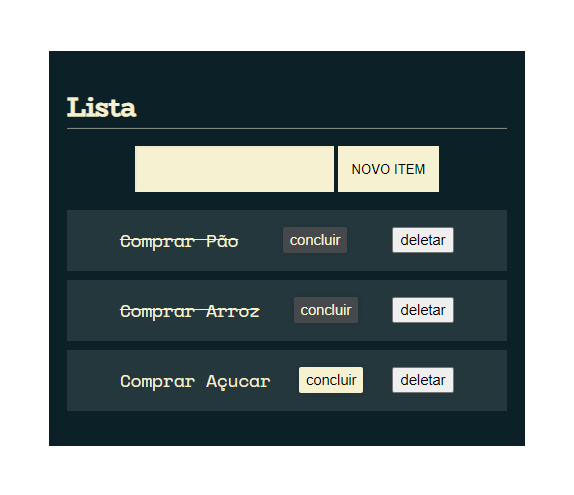 Lista
NOVO ITEM
Comprar Pão concluir deletar
Comprar Arroz concluir deletar
Comprar Açucar concluir deletar